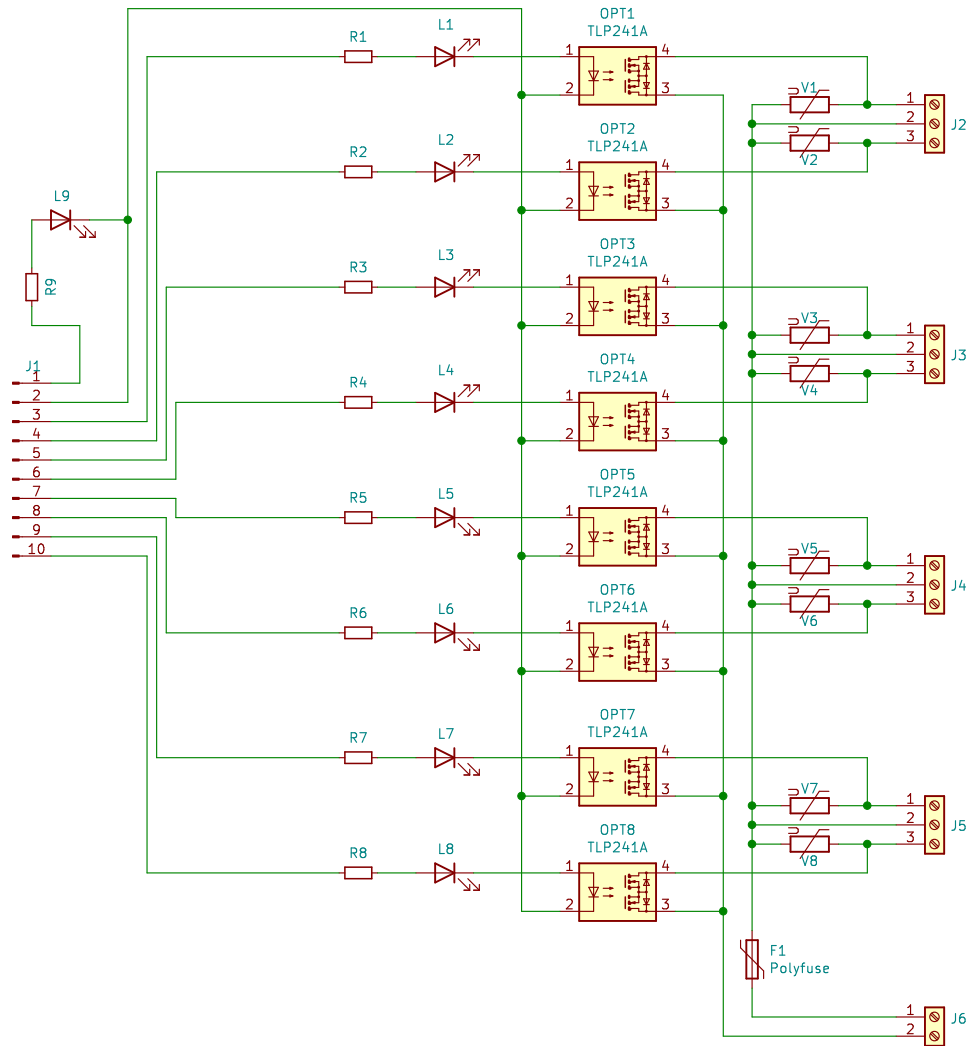 OPT1
TLP241A
R1
L1
1
2
4
3
V1
V2
1
2
3
J2
OPT2
TLP241A
R2
L2
1
2
4
3
L9
R9
OPT3
TLP241A
R3
L3
1
2
4
3
V3
V4
1
2
3
J3
OPT4
TLP241A
R4
L4
1
2
4
3
J1
1
2
3
4
5
6
7
8
9
10
OPT5
TLP241A
R5
L5
1
2
4
3
V5
V6
1
2
3
J4
OPT6
TLP241A
R6
L6
1
2
4
3
OPT7
TLP241A
R7
L7
1
2
4
3
V7
V8
1
2
3
J5
OPT8
TLP241A
R8
L8
1
2
4
3
F1
Polyfuse
1
2
J6